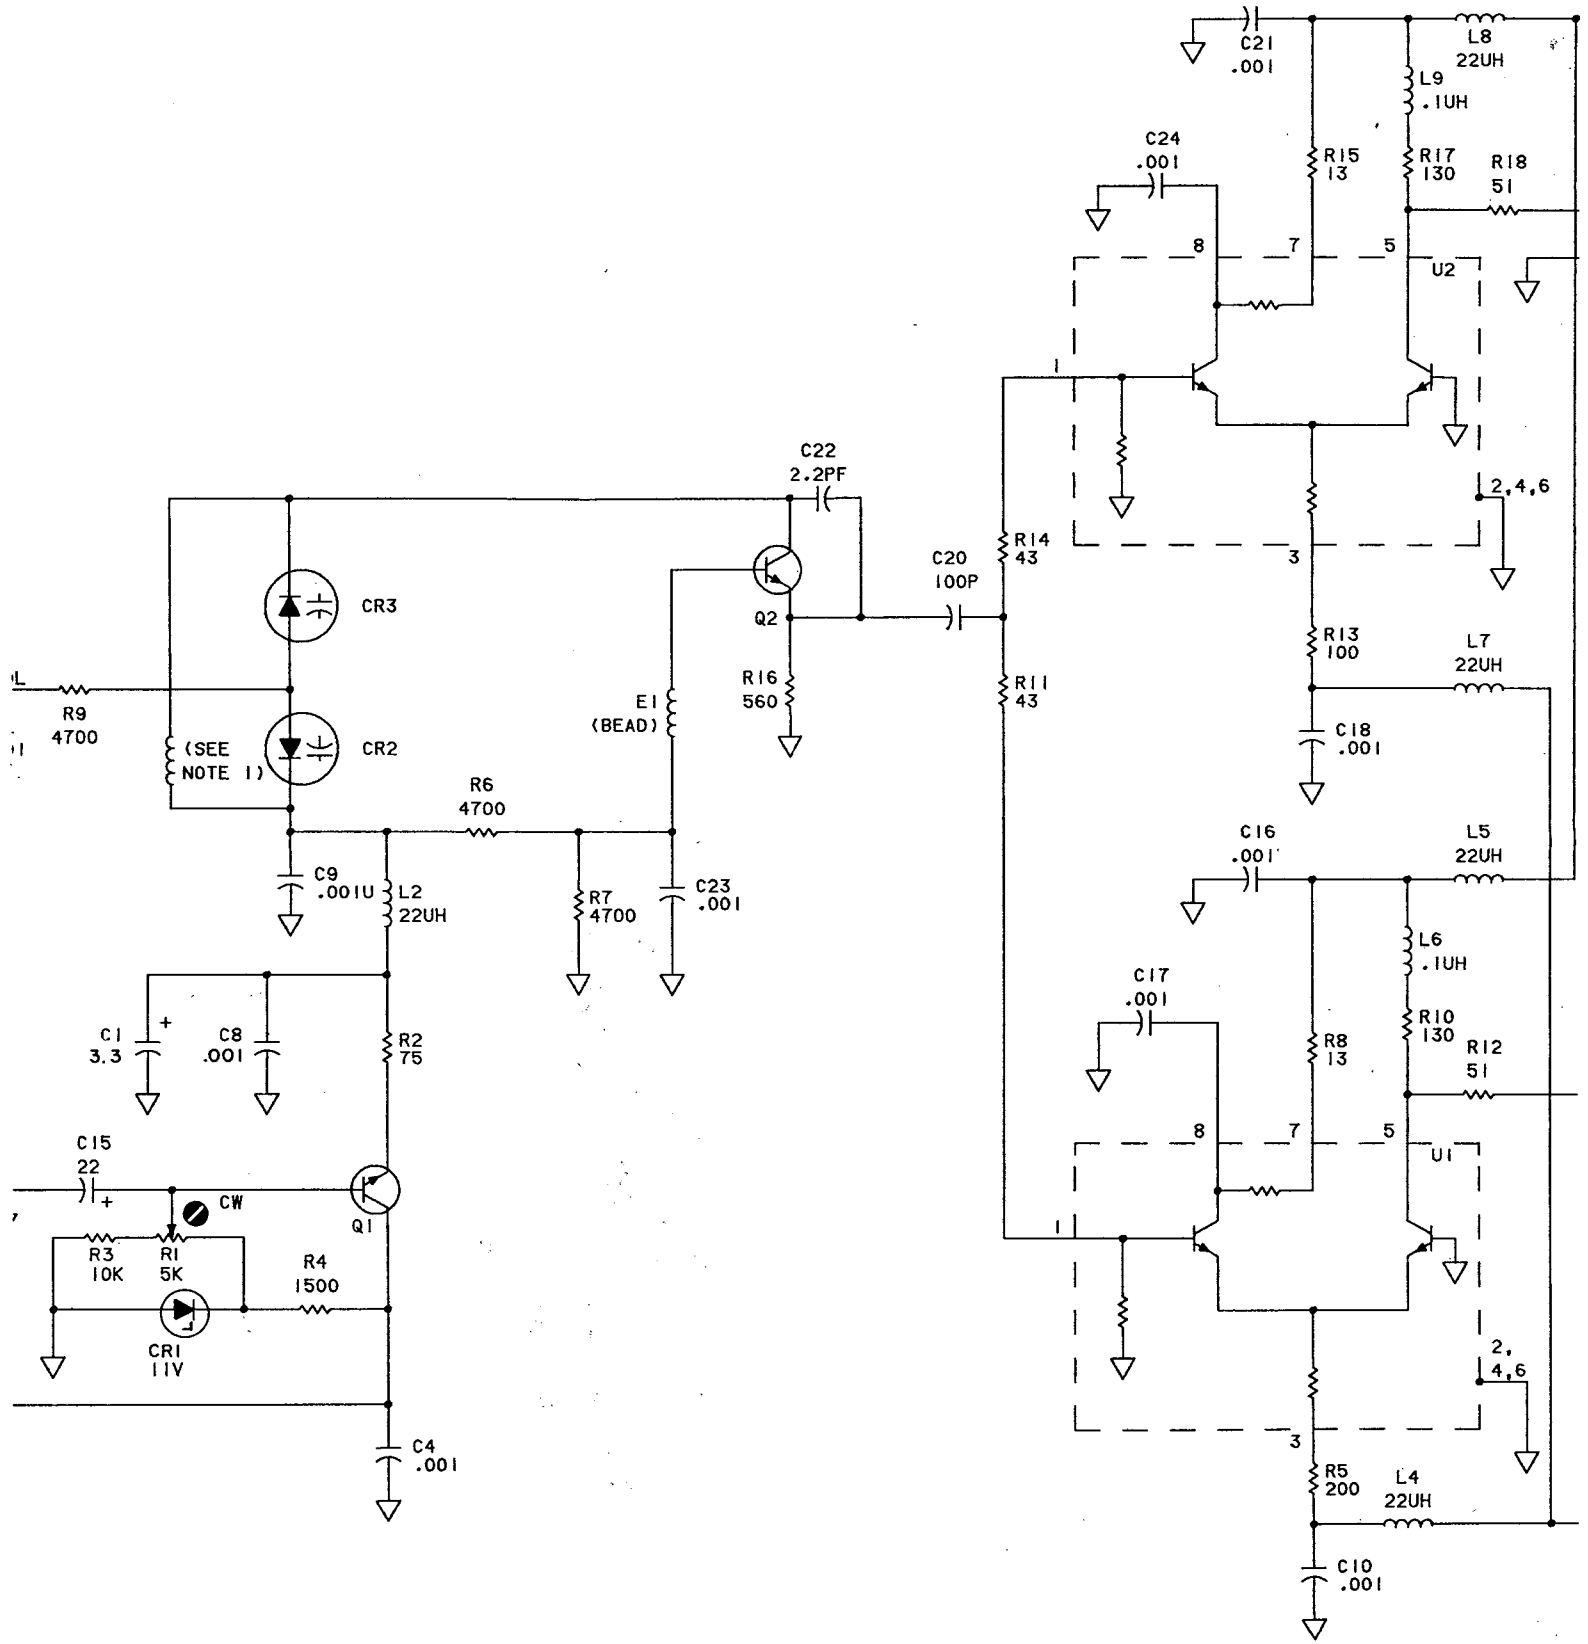 C21
.001
L8
22UH
L9
.1UH
C24
.001
R15
13
R17
130
R18
51
8
7
5
U2
1
2,4,6
3
C22
2.2PF
R14
43
C20
100P
Q2
CR3
R13
100
L7
22UH
L
R9
4700
R16
560
R11
43
E1
(BEAD)
(SEE
NOTE 1)
CR2
C18
.001
R6
4700
C16
.001
L5
22UH
C9
.001U
L2
22UH
R7
4700
C23
.001
L6
.1UH
C17
.001
C1
+
3.3
C8
.001
R2
75
R8
13
R10
130
R12
51
C15
22
+
CW
Q1
8
7
5
U1
1
R3
10K
R1
5K
R4
1500
CR1
11V
2,
4,6
3
C4
.001
R5
200
L4
22UH
C10
.001